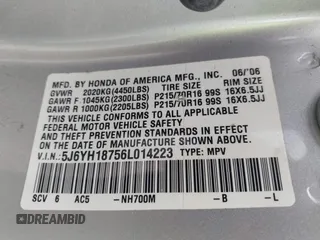 MFD. BY HONDA OF AMERICA MFG., INC. 06/'06
GVWR 2020KG(4450LBS) TIRE SIZE RIM SIZE
GAWR F 1045KG(2300LBS) P215/70R16 99S 16X6.5JJ
GAWR R 1000KG(2205LBS) P215/70R16 99S 16X6.5JJ
THIS VEHICLE CONFORMS TO ALL APPLICABLE
FEDERAL MOTOR VEHICLE SAFETY
AND THEFT PREVENTION STANDARDS IN EFFECT
ON THE DATE OF MANUFACTURE SHOWN ABOVE.
V.I.N: 5J6YH18756L014223 TYPE: MPV
SCV 6 AC5 -NH700M -B -L
DREAMBID